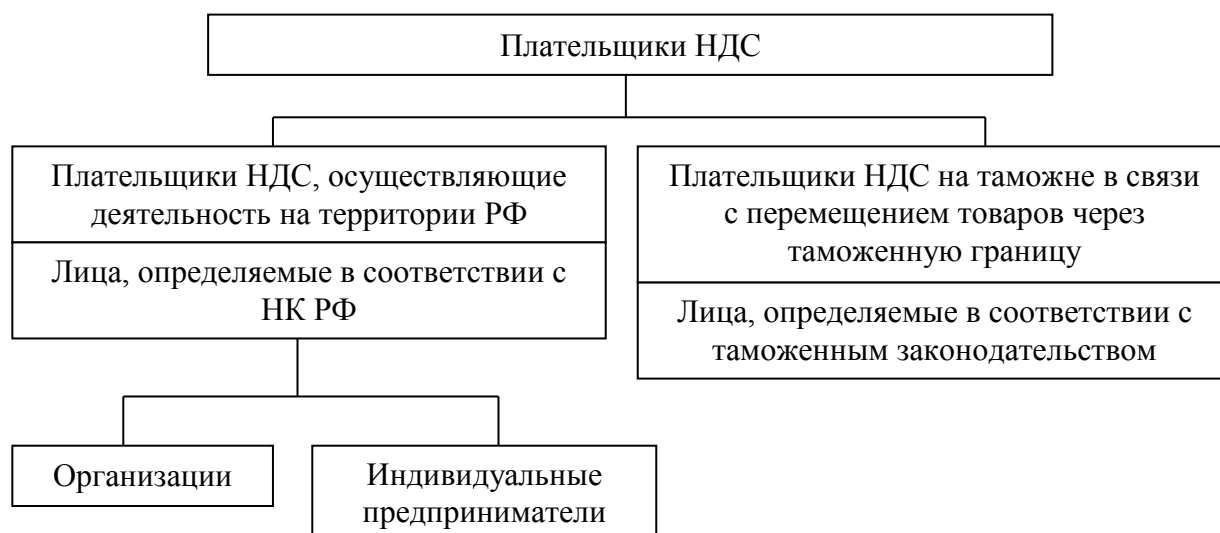 Плательщики НДС
Плательщики НДС, осуществляющие
деятельность на территории РФ
Лица, определяемые в соответствии с
НК РФ
Плательщики НДС на таможне в связи
с перемещением товаров через
таможенную границу
Лица, определяемые в соответствии с
таможенным законодательством
Организации
Индивидуальные
предприниматели